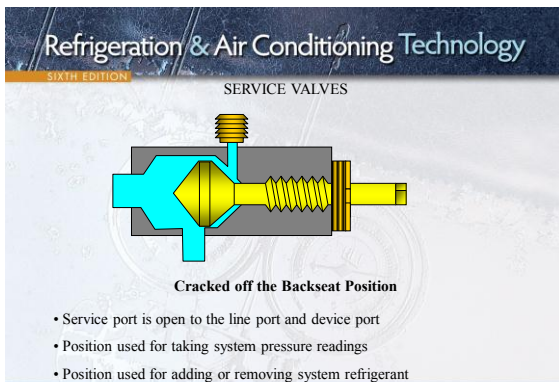 Refrigeration & Air Conditioning Technology
SIXTH EDITION
SERVICE VALVES
Cracked off the Backseat Position
• Service port is open to the line port and device port
• Position used for taking system pressure readings
• Position used for adding or removing system refrigerant